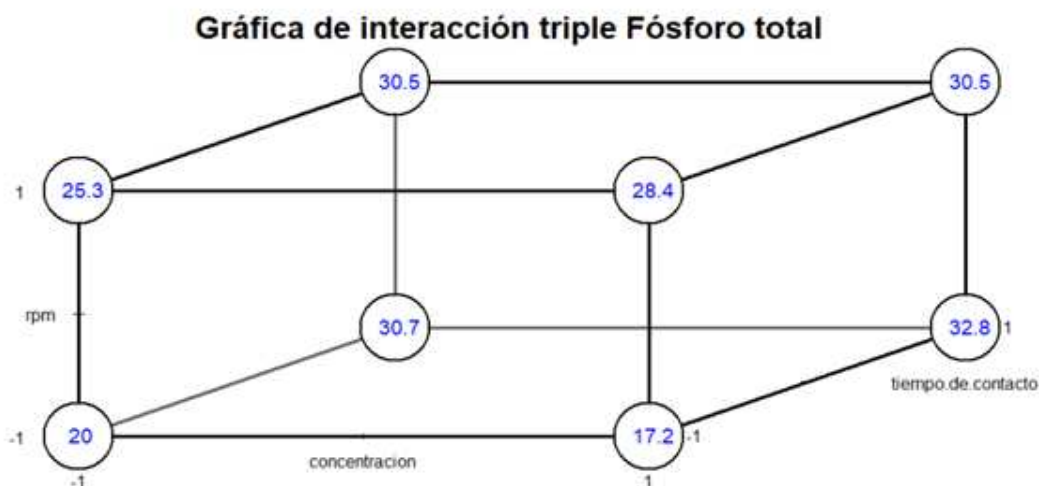 Gráfica de interacción triple Fósforo total
30.5 30.5
1 25.3 28.4
rpm 30.7 32.8 1
tiempo.de.contacto
-1 20 17.2 -1
concentracion
-1 1